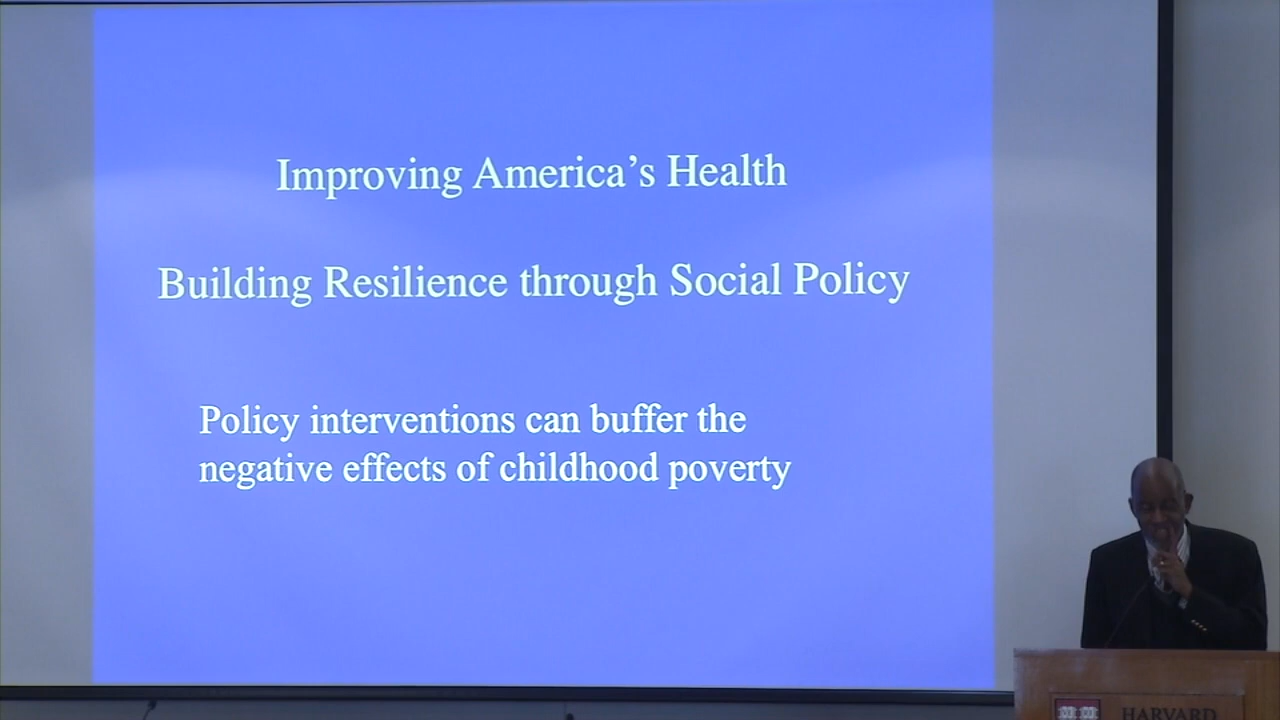 Improving America’s Health
Building Resilience through Social Policy
Policy interventions can buffer the
negative effects of childhood poverty
HARVARD